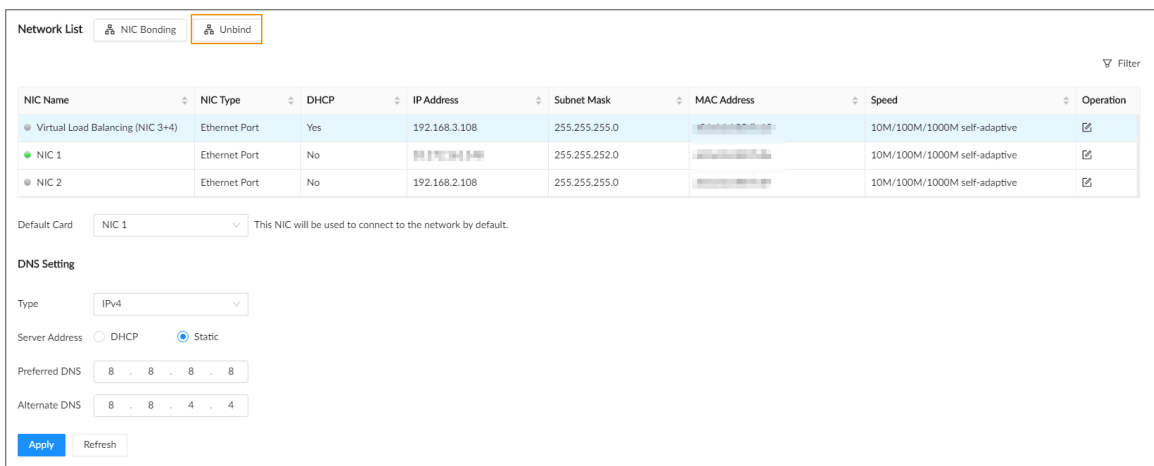 Network List NIC Bonding Unbind
Filter
NIC Name NIC Type DHCP IP Address Subnet Mask MAC Address Speed Operation
Virtual Load Balancing (NIC 3+4) Ethernet Port Yes 192.168.3.108 255.255.255.0 10M/100M/1000M self-adaptive
NIC 1 Ethernet Port No 255.255.252.0 10M/100M/1000M self-adaptive
NIC 2 Ethernet Port No 192.168.2.108 255.255.255.0 10M/100M/1000M self-adaptive
Default Card NIC 1 This NIC will be used to connect to the network by default.
DNS Setting
Type IPv4
Server Address DHCP Static
Preferred DNS 8 . 8 . 8 . 8
Alternate DNS 8 . 8 . 4 . 4
Apply Refresh